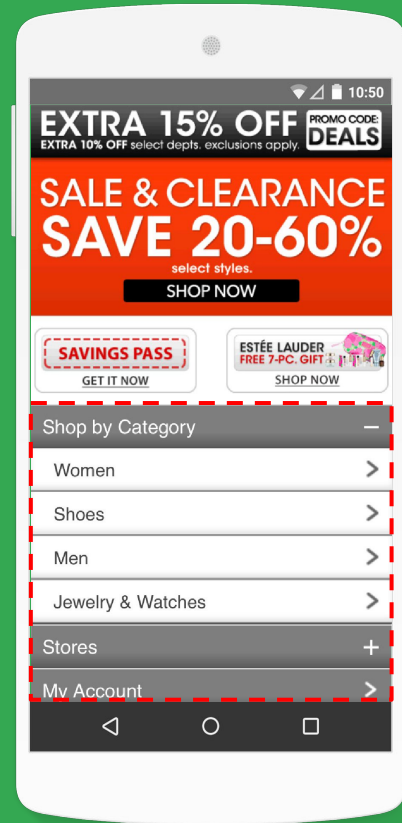 10:50
EXTRA 15% OFF
EXTRA 10% OFF select depts. exclusions apply.
PROMO CODE:
DEALS
SALE & CLEARANCE
SAVE 20-60%
select styles.
SHOP NOW
SAVINGS PASS
GET IT NOW
ESTÉE LAUDER
FREE 7-PC. GIFT
SHOP NOW
Shop by Category
Women
Shoes
Men
Jewelry & Watches
Stores
My Account